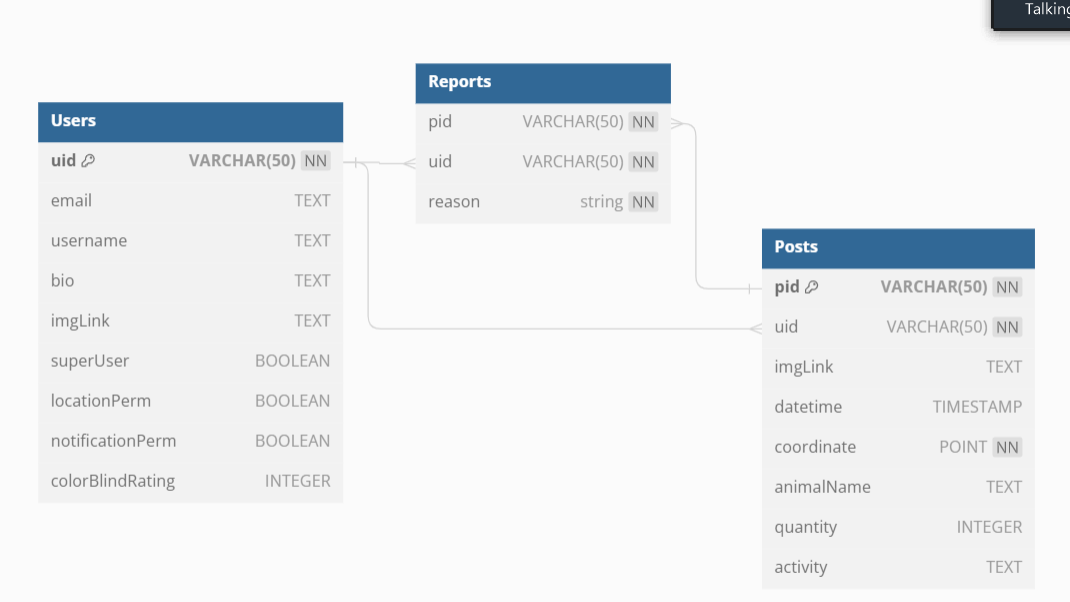 Talking
Users
uid VARCHAR(50) NN
email TEXT
username TEXT
bio TEXT
imgLink TEXT
superUser BOOLEAN
locationPerm BOOLEAN
notificationPerm BOOLEAN
colorBlindRating INTEGER
Reports
pid VARCHAR(50) NN
uid VARCHAR(50) NN
reason string NN
Posts
pid VARCHAR(50) NN
uid VARCHAR(50) NN
imgLink TEXT
datetime TIMESTAMP
coordinate POINT NN
animalName TEXT
quantity INTEGER
activity TEXT